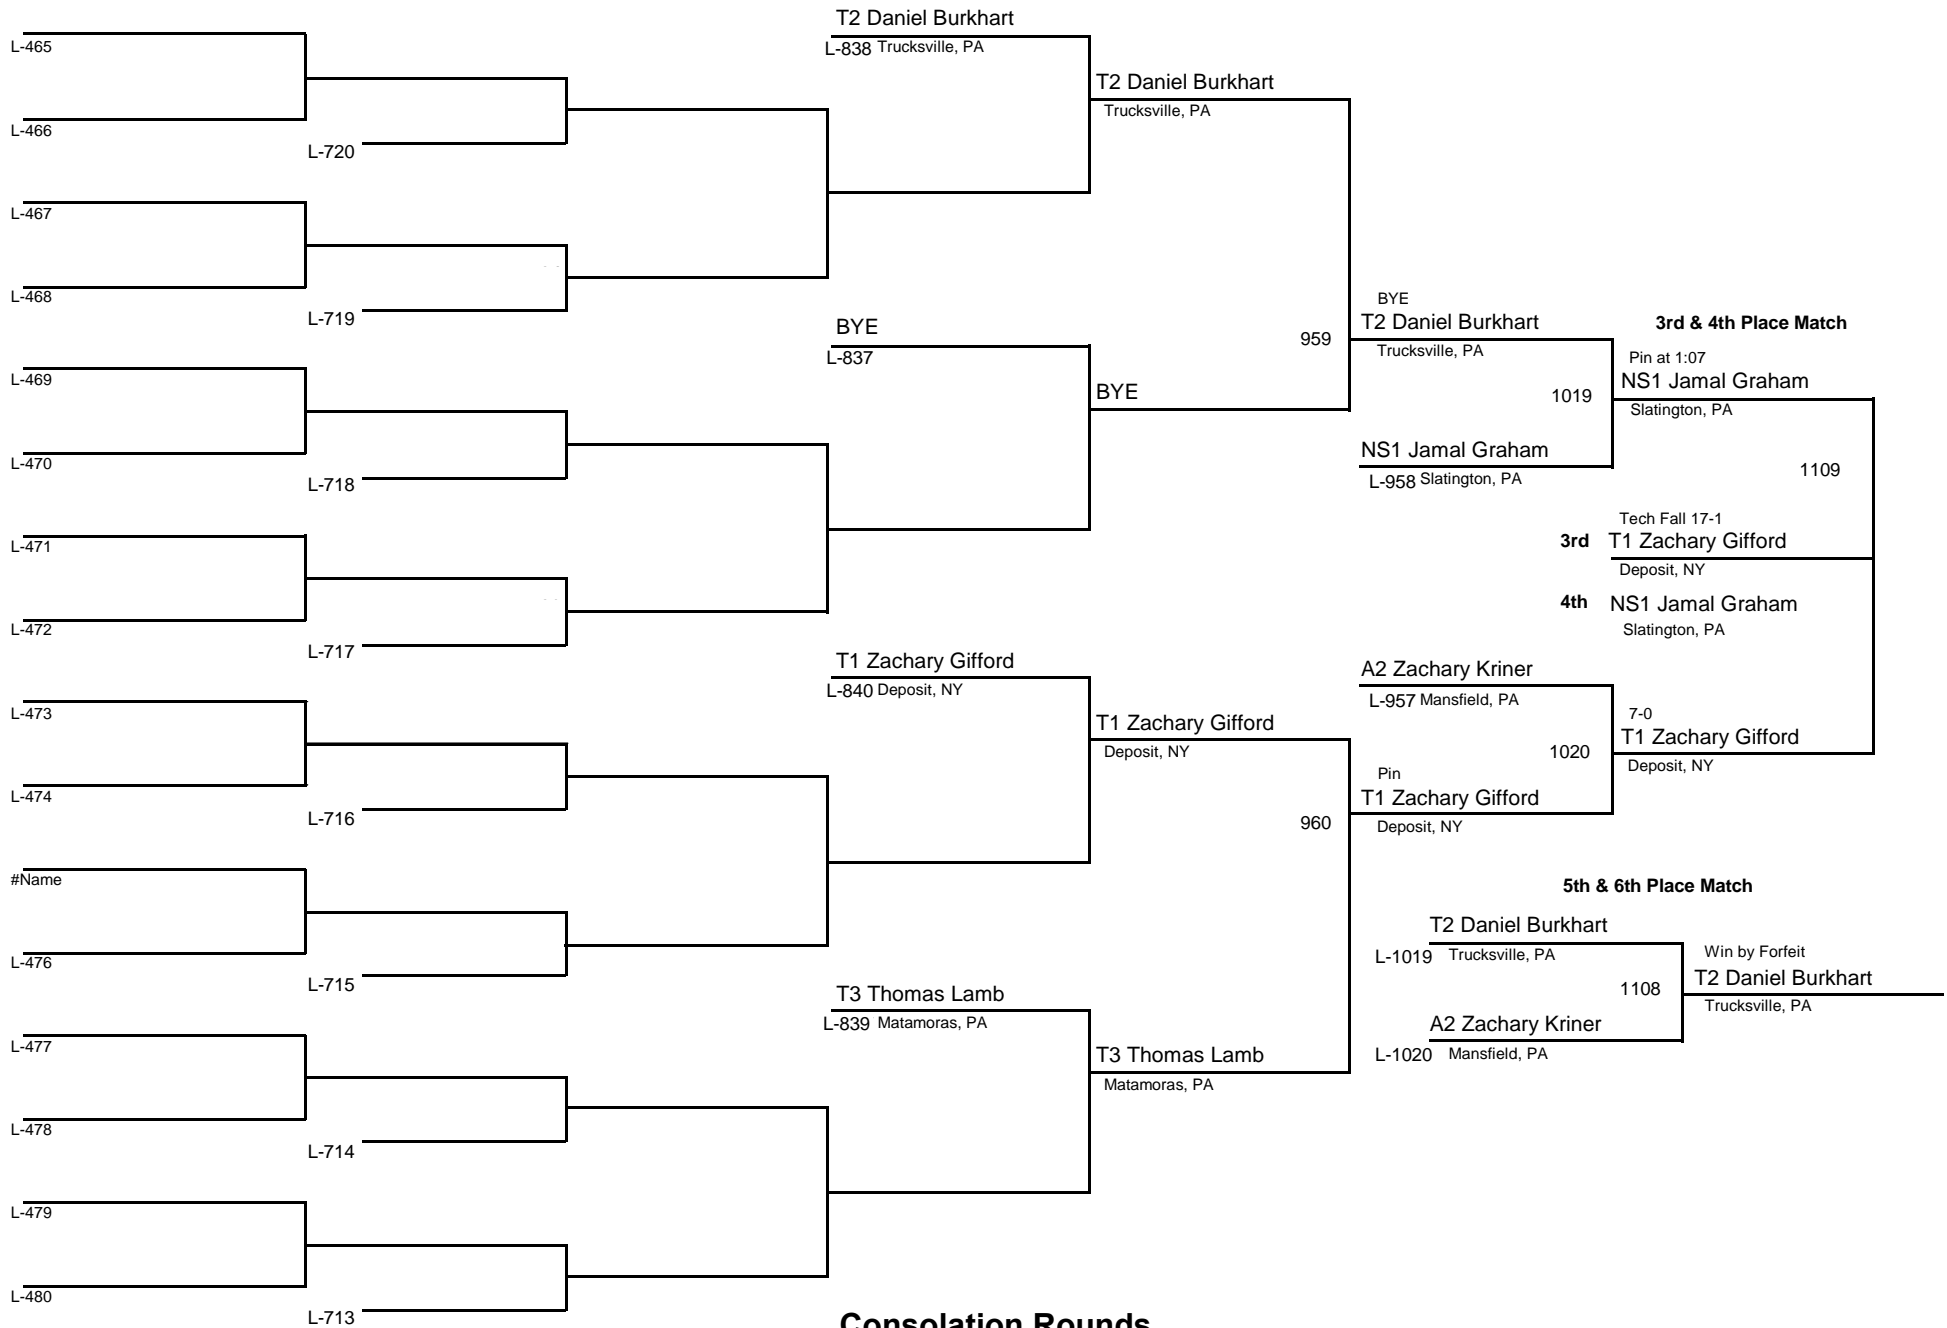 L-465
L-466
L-720
L-467
L-468
L-719
L-469
L-470
L-718
L-471
L-472
L-717
L-473
L-474
L-716
#Name
L-476
L-715
L-477
L-478
L-714
L-479
L-480
L-713
T2 Daniel Burkhart
L-838 Trucksville, PA
BYE
L-837
T1 Zachary Gifford
L-840 Deposit, NY
T3 Thomas Lamb
L-839 Matamoras, PA
T2 Daniel Burkhart
Trucksville, PA
959
BYE
T1 Zachary Gifford
Deposit, NY
960
T3 Thomas Lamb
Matamoras, PA
BYE
T2 Daniel Burkhart
Trucksville, PA
1019
NS1 Jamal Graham
L-958 Slatington, PA
A2 Zachary Kriner
L-957 Mansfield, PA
1020
Pin
T1 Zachary Gifford
Deposit, NY
3rd & 4th Place Match
Pin at 1:07
NS1 Jamal Graham
Slatington, PA
1109
Tech Fall 17-1
3rd T1 Zachary Gifford
Deposit, NY
4th NS1 Jamal Graham
Slatington, PA
7-0
T1 Zachary Gifford
Deposit, NY
5th & 6th Place Match
T2 Daniel Burkhart
L-1019 Trucksville, PA
1108
A2 Zachary Kriner
L-1020 Mansfield, PA
Win by Forfeit
T2 Daniel Burkhart
Trucksville, PA
Consolation Rounds